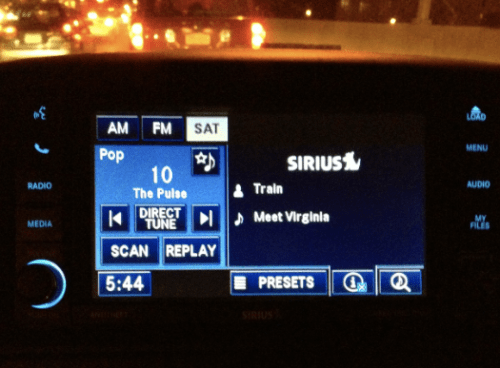 AM FM SAT
Pop
10
The Pulse
DIRECT
TUNE
SCAN REPLAY
5:44
SIRIUS
Train
Meet Virginia
PRESETS
RADIO
MEDIA
LOAD
MENU
AUDIO
MY
FILES
SIRIUS